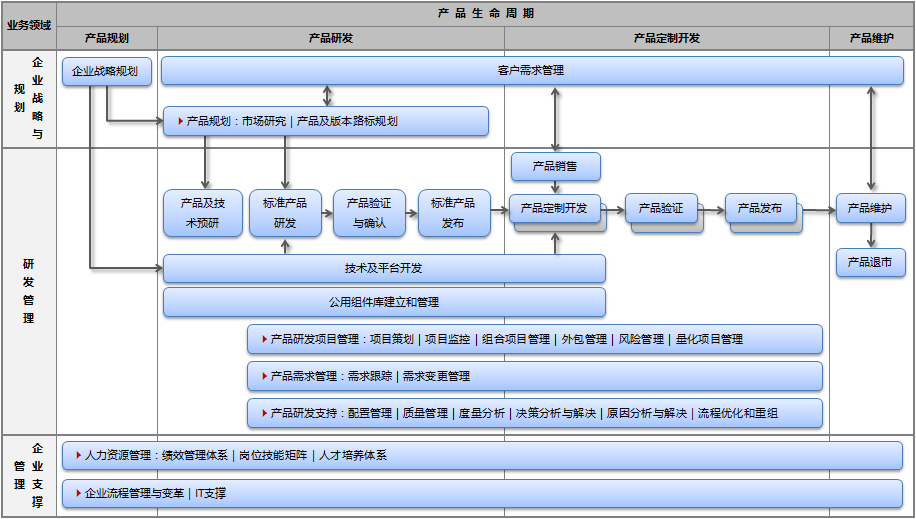 业务领域
产 品 生 命 周 期
产品规划
产品研发
产品定制开发
产品维护
企业战略与
规划
企业战略规划
客户需求管理
产品规划：市场研究｜产品及版本路标规划
研发管理
产品销售
产品及技
术预研
标准产品
研发
产品验证
与确认
标准产品
发布
产品定制开发
产品验证
产品发布
产品维护
产品退市
技术及平台开发
公用组件库建立和管理
产品研发项目管理：项目策划｜项目监控｜组合项目管理｜外包管理｜风险管理｜量化项目管理
产品需求管理：需求跟踪｜需求变更管理
产品研发支持：配置管理｜质量管理｜度量分析｜决策分析与解决｜原因分析与解决｜流程优化和重组
企业支撑
管理
人力资源管理：绩效管理体系｜岗位技能矩阵｜人才培养体系
企业流程管理与变革｜IT支撑